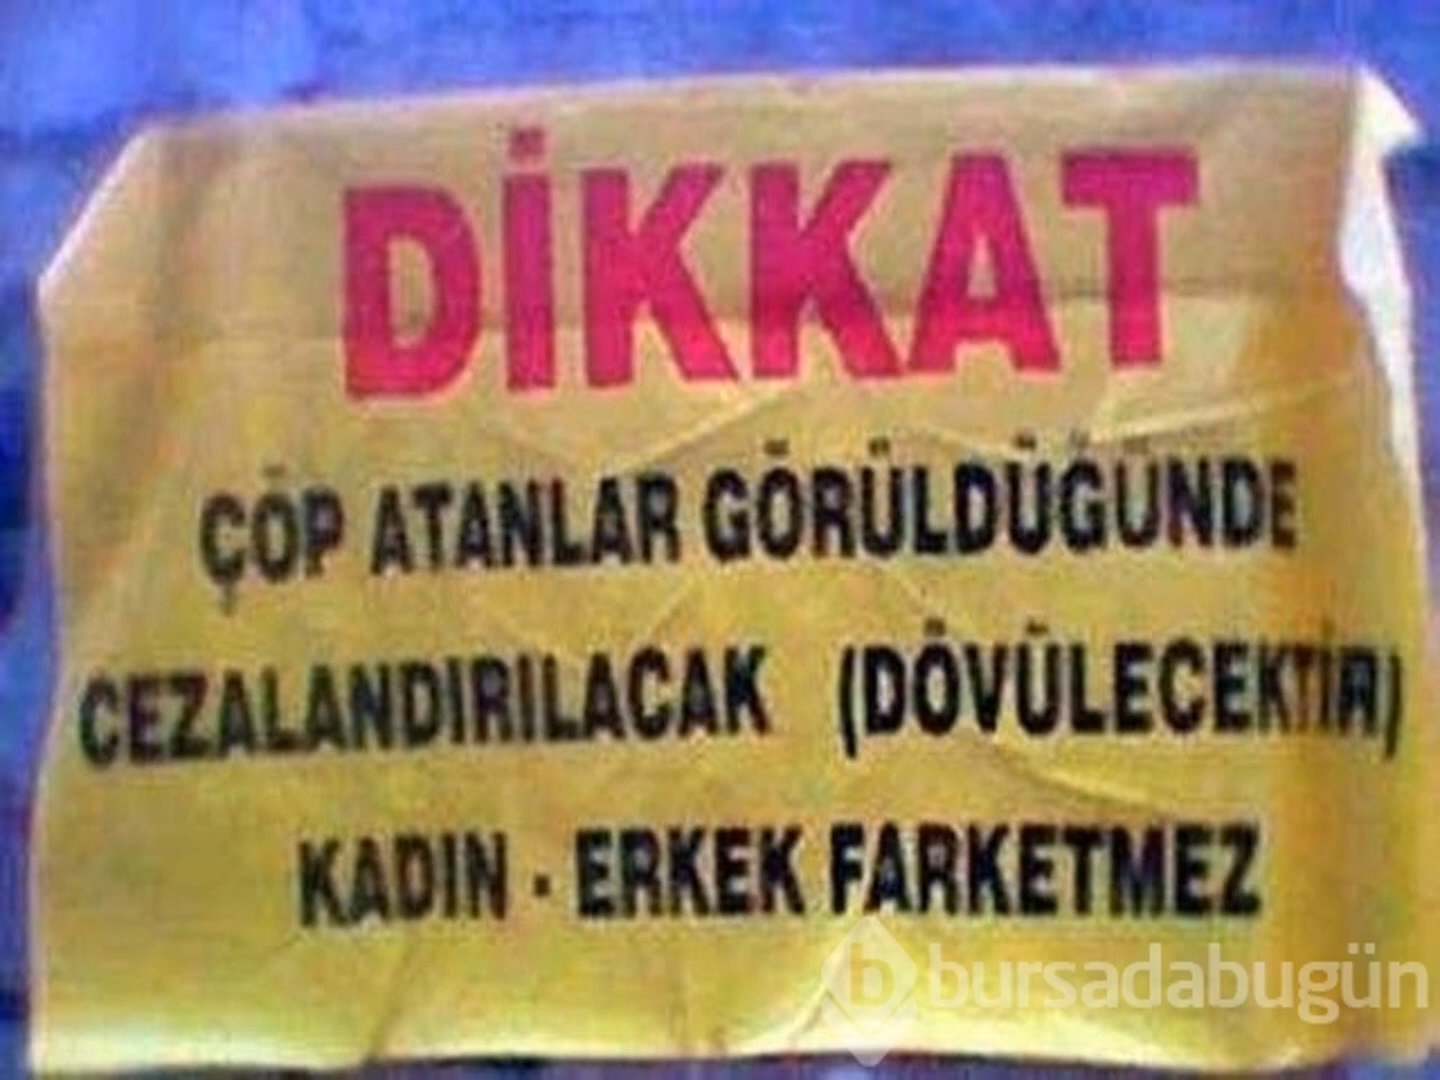 DİKKAT
ÇÖP ATANLAR GÖRÜLDÜĞÜNDE
CEZALANDIRILACAK (DÖVÜLECEKTİR)
KADIN - ERKEK FARKETMEZ
bursadabugün